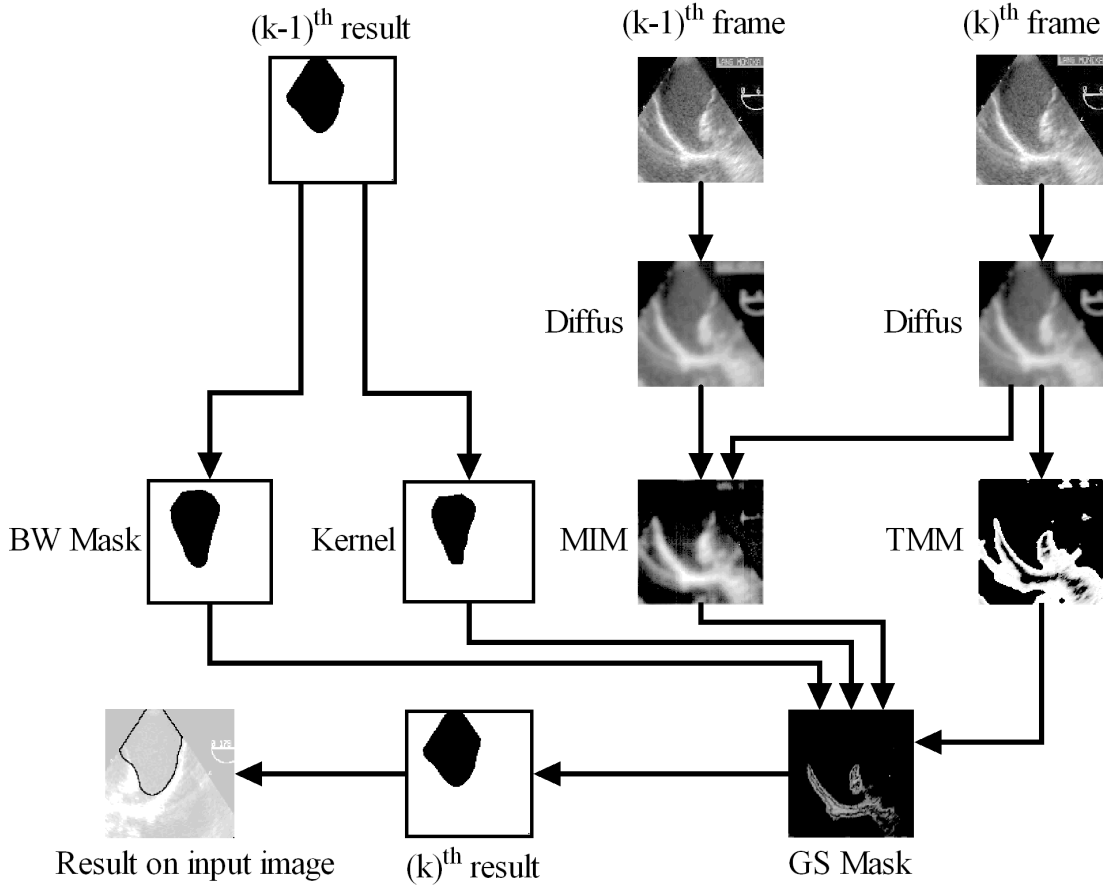 (k-1)th result
(k-1)th frame
(k)th frame
Diffus
Diffus
BW Mask
Kernel
MIM
TMM
Result on input image
(k)th result
GS Mask